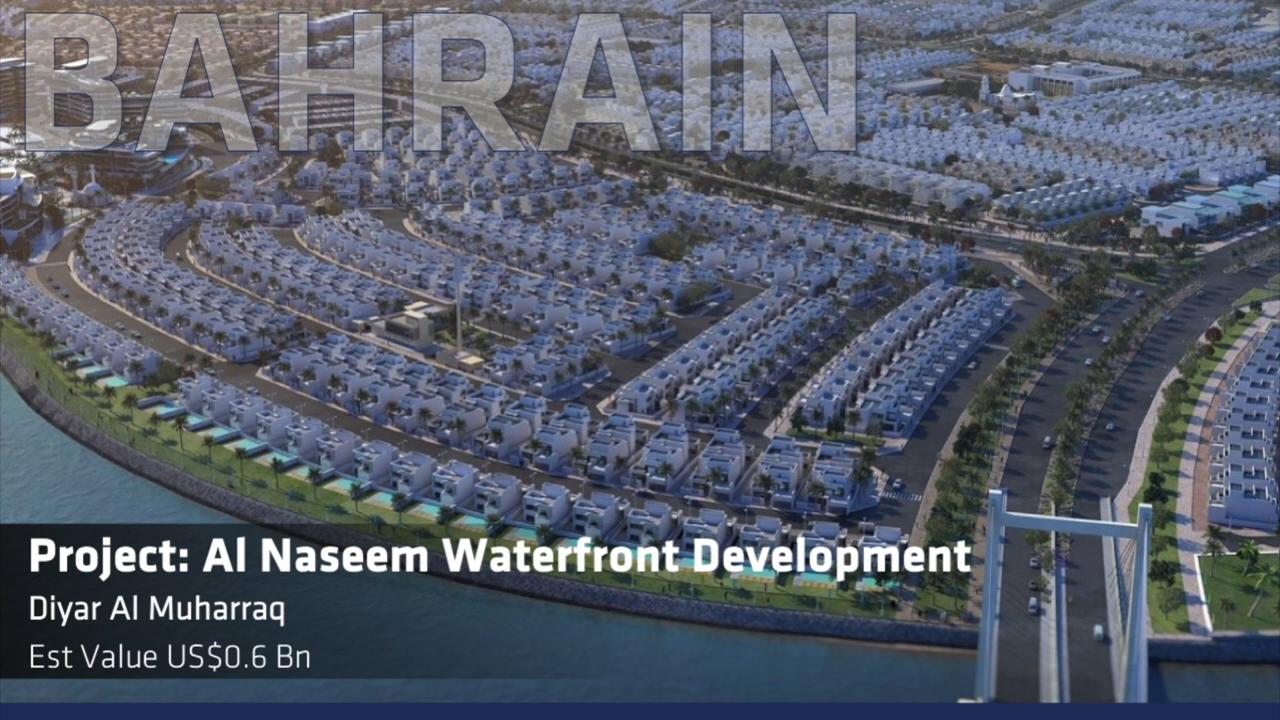 BAHRAIN
Project: Al Naseem Waterfront Development
Diyar Al Muharraq
Est Value US$0.6 Bn